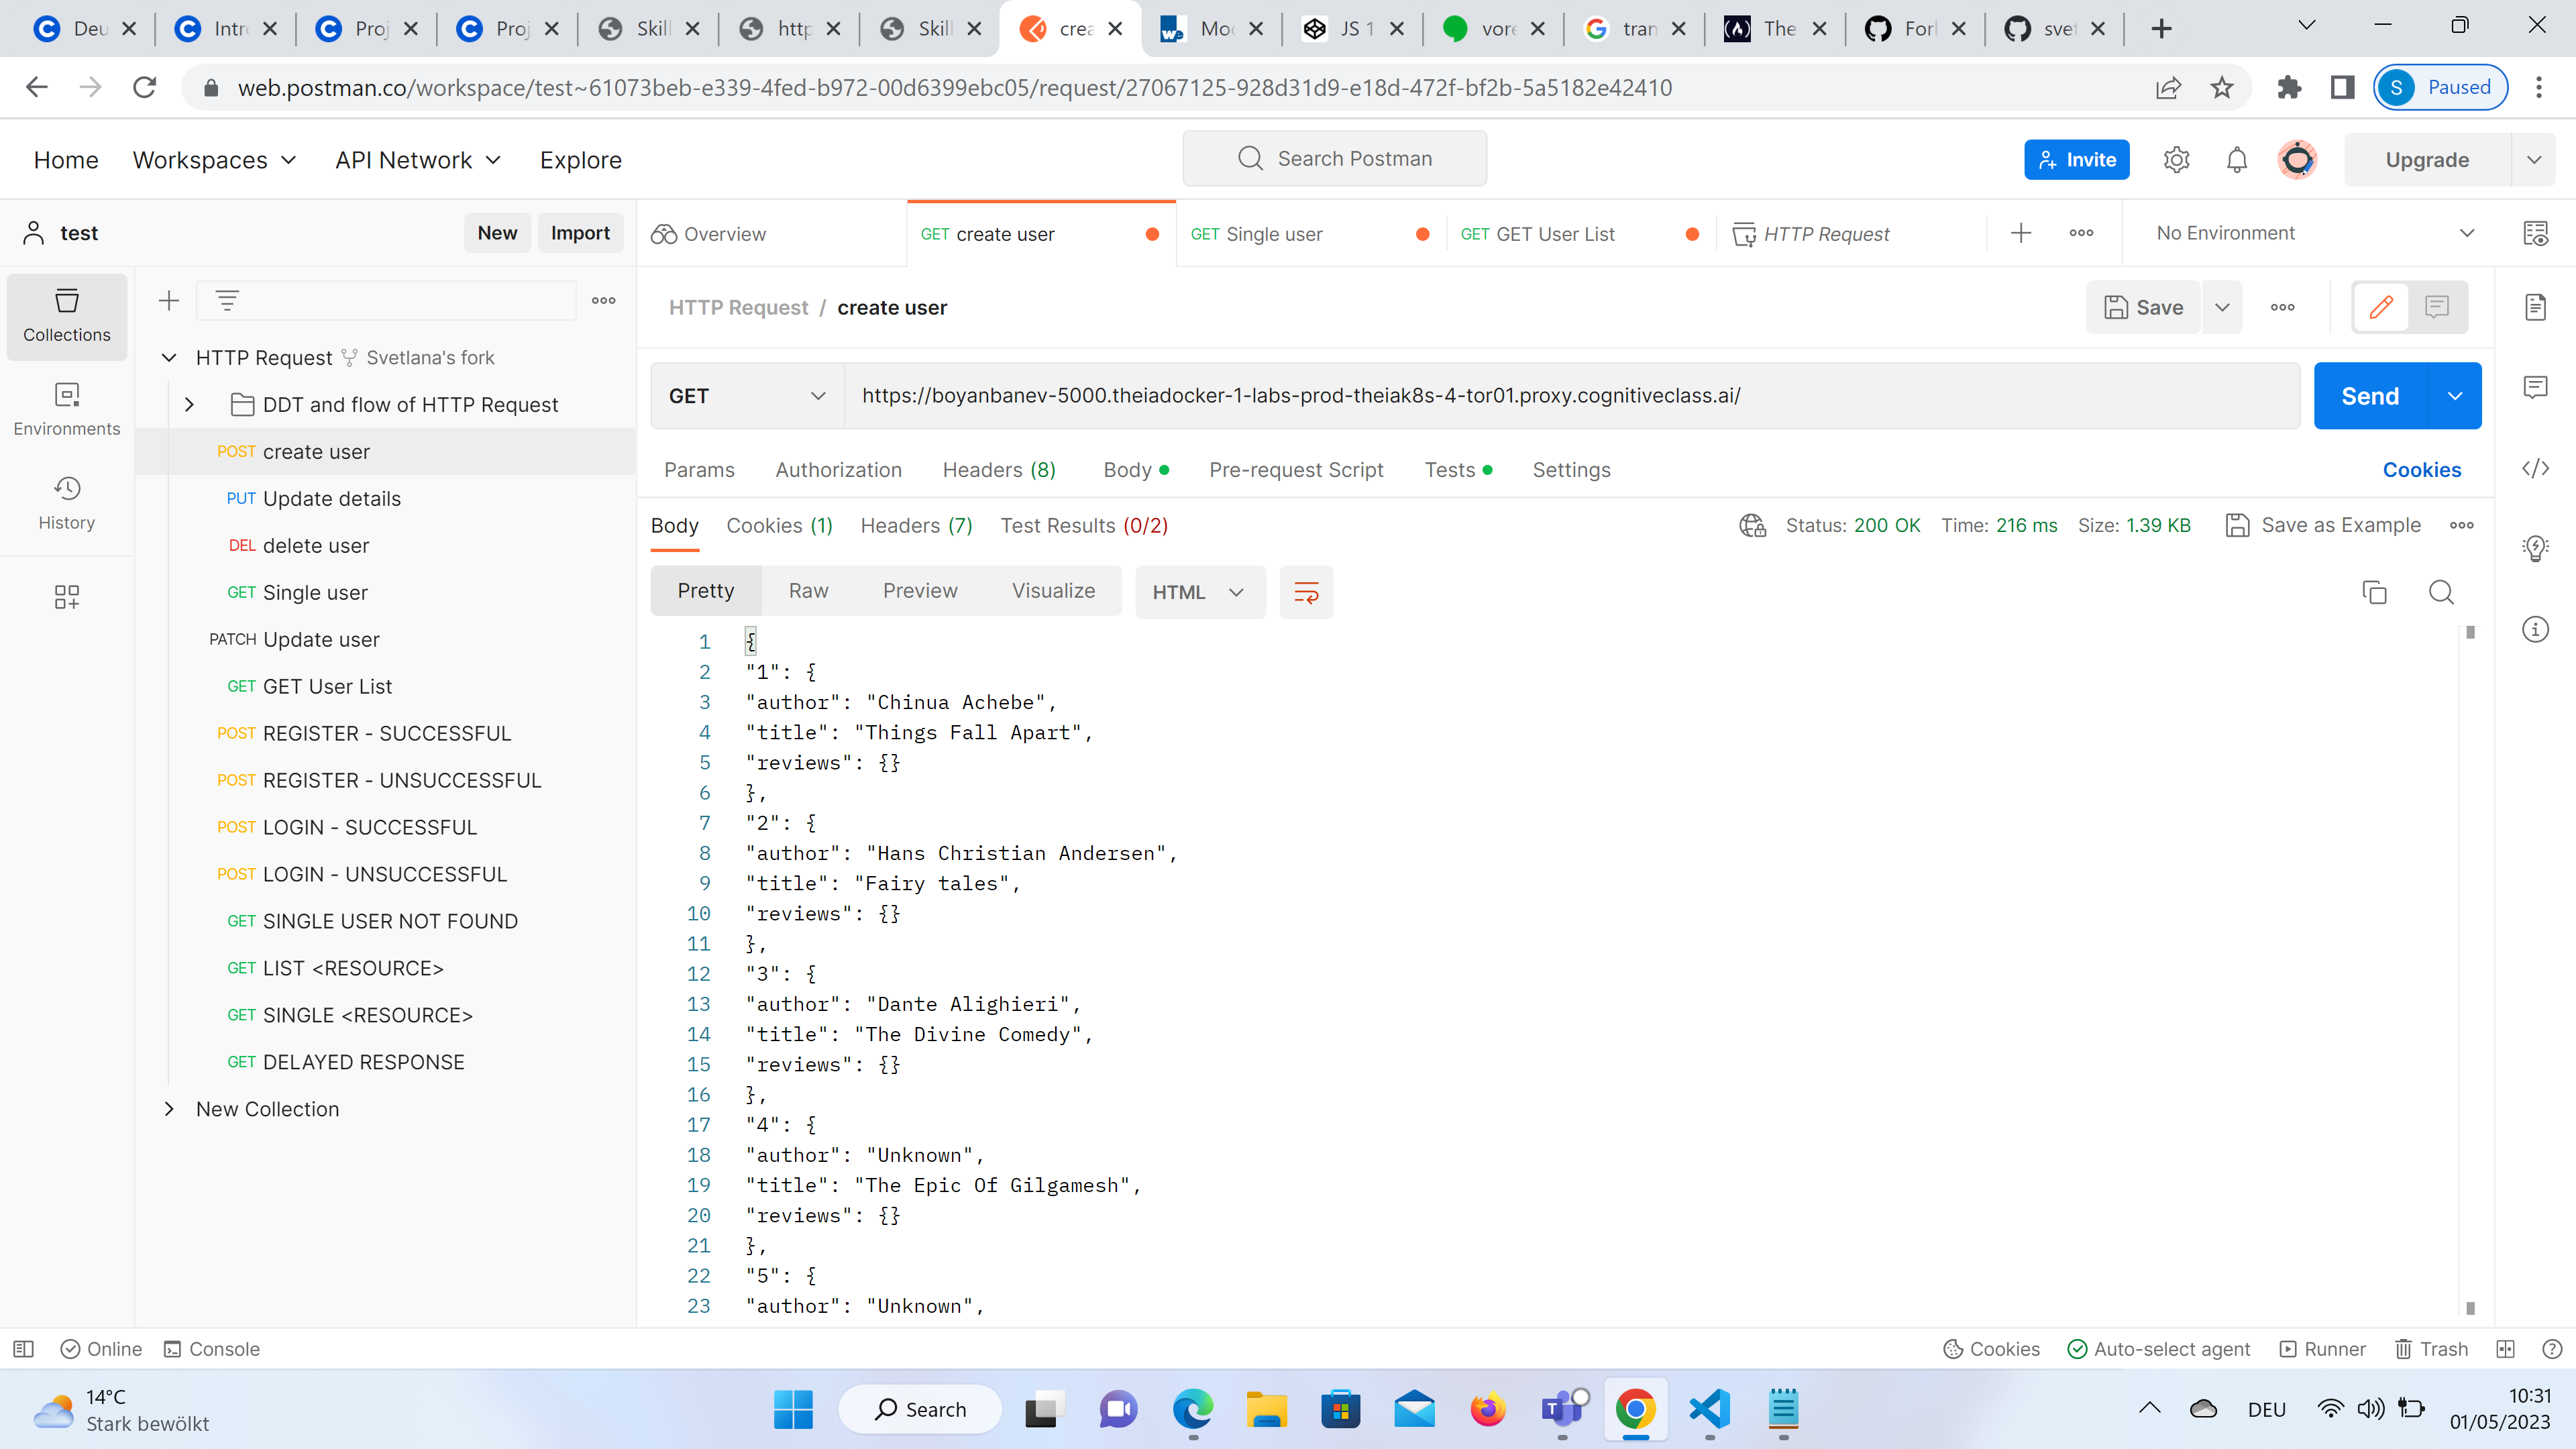 Deu Intr Proj Proj Skill http Skill crea Moc JS 1 vore tran The Forl svet
web.postman.co/workspace/test~61073beb-e339-4fed-b972-00d6399ebc05/request/27067125-928d31d9-e18d-472f-bf2b-5a5182e42410
S Paused
Home Workspaces API Network Explore Search Postman Invite Upgrade
test New Import Overview GET create user GET Single user GET GET User List HTTP Request No Environment
Collections
Environments
History
HTTP Request Svetlana's fork
DDT and flow of HTTP Request
POST create user
PUT Update details
DEL delete user
GET Single user
PATCH Update user
GET GET User List
POST REGISTER - SUCCESSFUL
POST REGISTER - UNSUCCESSFUL
POST LOGIN - SUCCESSFUL
POST LOGIN - UNSUCCESSFUL
GET SINGLE USER NOT FOUND
GET LIST <RESOURCE>
GET SINGLE <RESOURCE>
GET DELAYED RESPONSE
New Collection
HTTP Request / create user Save
GET https://boyanbanev-5000.theiadocker-1-labs-prod-theiak8s-4-tor01.proxy.cognitiveclass.ai/ Send
Params Authorization Headers (8) Body Pre-request Script Tests Settings Cookies
Body Cookies (1) Headers (7) Test Results (0/2) Status: 200 OK Time: 216 ms Size: 1.39 KB Save as Example
Pretty Raw Preview Visualize HTML
1 {
2 "1": {
3 "author": "Chinua Achebe",
4 "title": "Things Fall Apart",
5 "reviews": {}
6 },
7 "2": {
8 "author": "Hans Christian Andersen",
9 "title": "Fairy tales",
10 "reviews": {}
11 },
12 "3": {
13 "author": "Dante Alighieri",
14 "title": "The Divine Comedy",
15 "reviews": {}
16 },
17 "4": {
18 "author": "Unknown",
19 "title": "The Epic Of Gilgamesh",
20 "reviews": {}
21 },
22 "5": {
23 "author": "Unknown",
Online Console Cookies Auto-select agent Runner Trash
14°C
Stark bewölkt
Search
DEU
10:31
01/05/2023